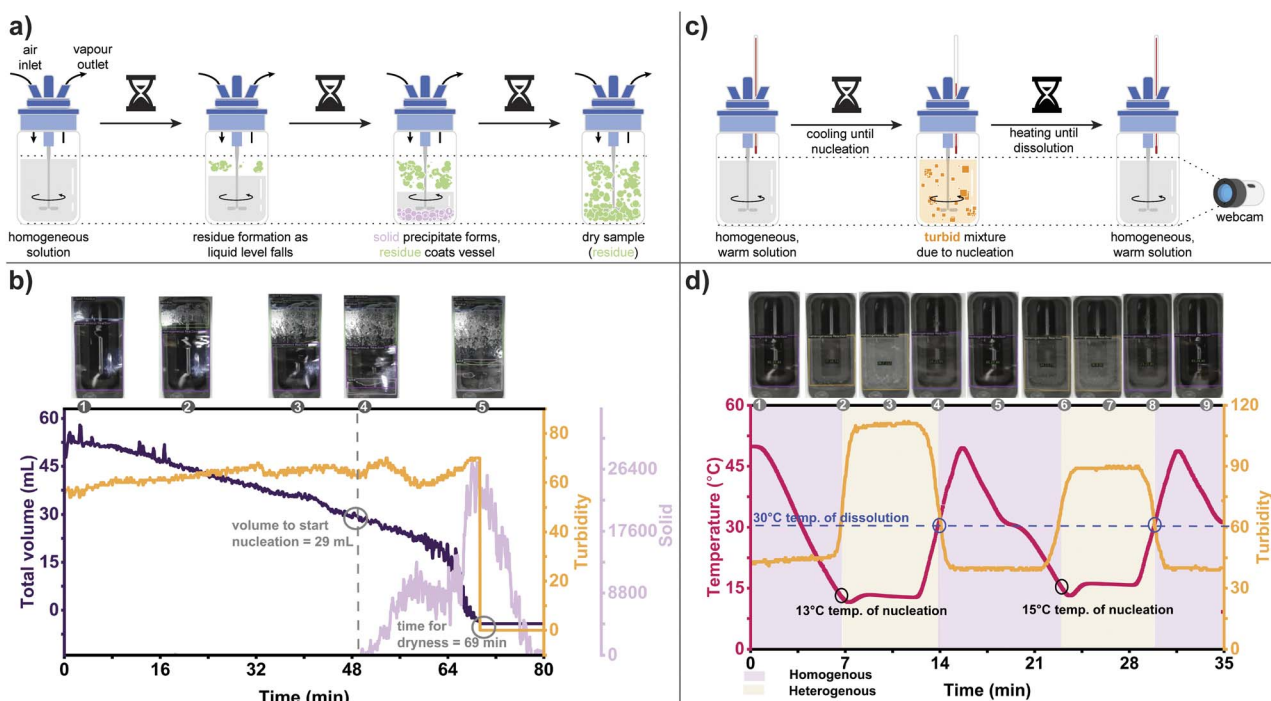 a)
air
inlet
vapour
outlet
homogeneous
solution
residue formation as
liquid level falls
solid precipitate forms,
residue coats vessel
dry sample
(residue)
c)
cooling until
nucleation
heating until
dissolution
webcam
homogeneous,
warm solution
turbid mixture
due to nucleation
homogeneous,
warm solution
b)
1
2
3
4
5
Total volume (mL)
60
45
30
15
0
volume to start
nucleation = 29 mL
time for
dryness = 69 min
80
60
40
20
0
Turbidity
26400
17600
8800
0
Solid
0
16
32
48
64
80
Time (min)
d)
1
2
3
4
5
6
7
8
9
Temperature (°C)
60
45
30
15
0
30°C temp. of dissolution
13°C temp. of nucleation
15°C temp. of nucleation
120
90
60
30
0
Turbidity
0
7
14
21
28
35
Homogenous
Heterogenous
Time (min)